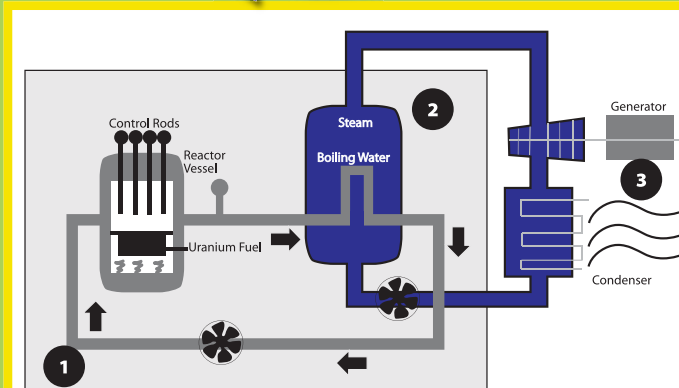 Control Rods
Reactor
Vessel
Uranium Fuel
Steam
Boiling Water
2
Generator
3
Condenser
1